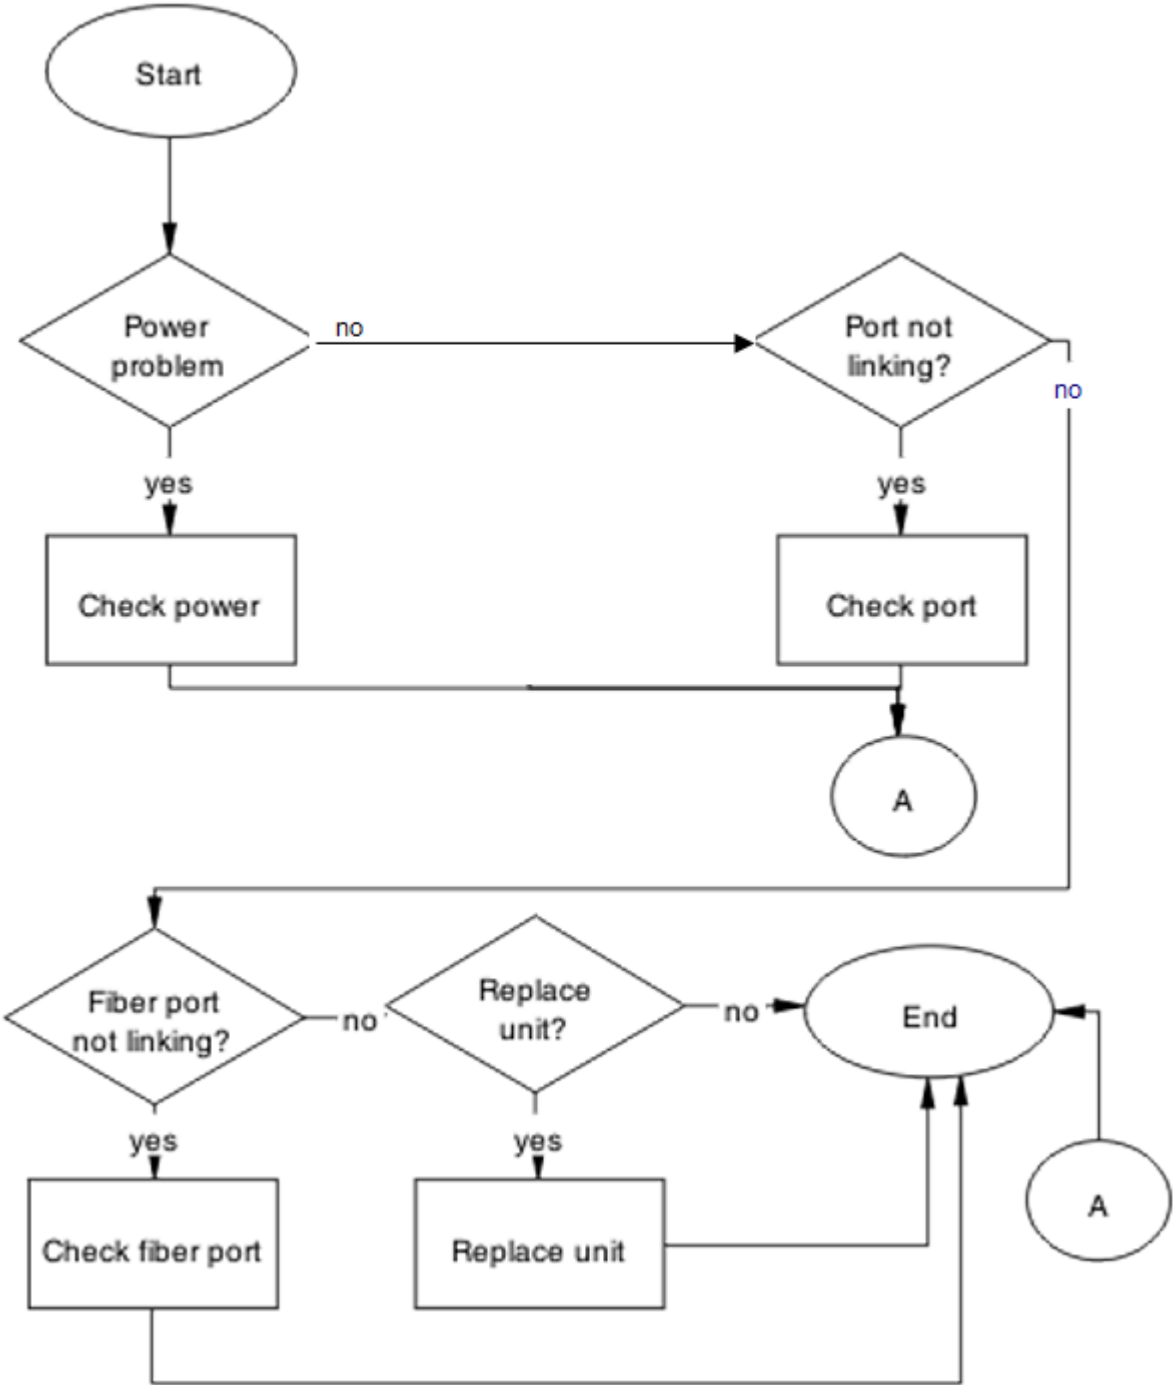 Start
Power
problem
no
Port not
linking?
no
yes
yes
Check power
Check port
A
Fiber port
not linking?
no
Replace
unit?
no
End
yes
yes
A
Check fiber port
Replace unit